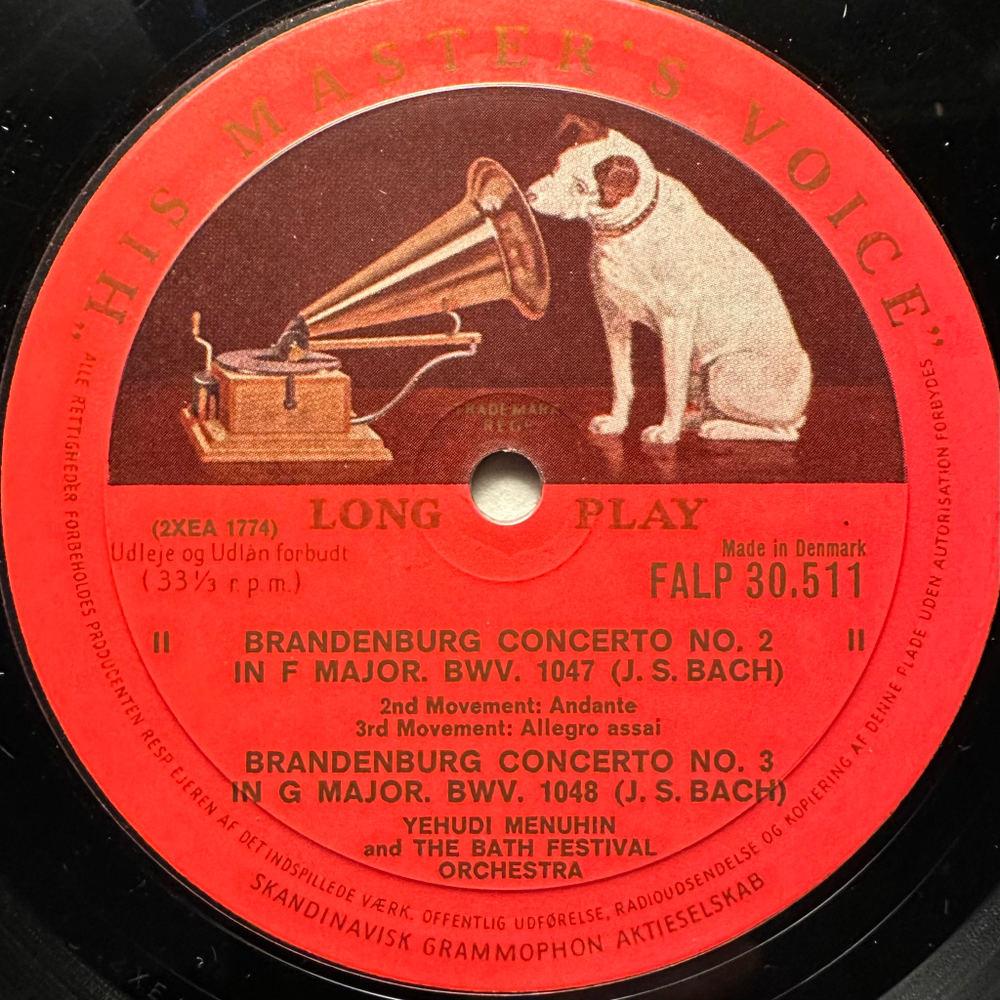 "HIS MASTER'S VOICE"
TRADE MARK
REGD
LONG PLAY
(2XEA 1774)
Udleje og Udlån forbudt
(33⅓ r.p.m.)
Made in Denmark
FALP 30.511
II BRANDENBURG CONCERTO NO. 2 II
IN F MAJOR. BWV. 1047 (J. S. BACH)
2nd Movement: Andante
3rd Movement: Allegro assai
BRANDENBURG CONCERTO NO. 3
IN G MAJOR. BWV. 1048 (J. S. BACH)
YEHUDI MENUHIN
and THE BATH FESTIVAL
ORCHESTRA
ALLE RETTIGHEDER FORBEHOLDES PRODUCENTEN RESP. EJEREN AF DET INDSPILLEDE VÆRK. OFFENTLIG UDFØRELSE, RADIOUDSENDELSE OG KOPIERING AF DENNE PLADE UDEN AUTORISATION FORBYDES
SKANDINAVISK GRAMMOPHON AKTIESELSKAB